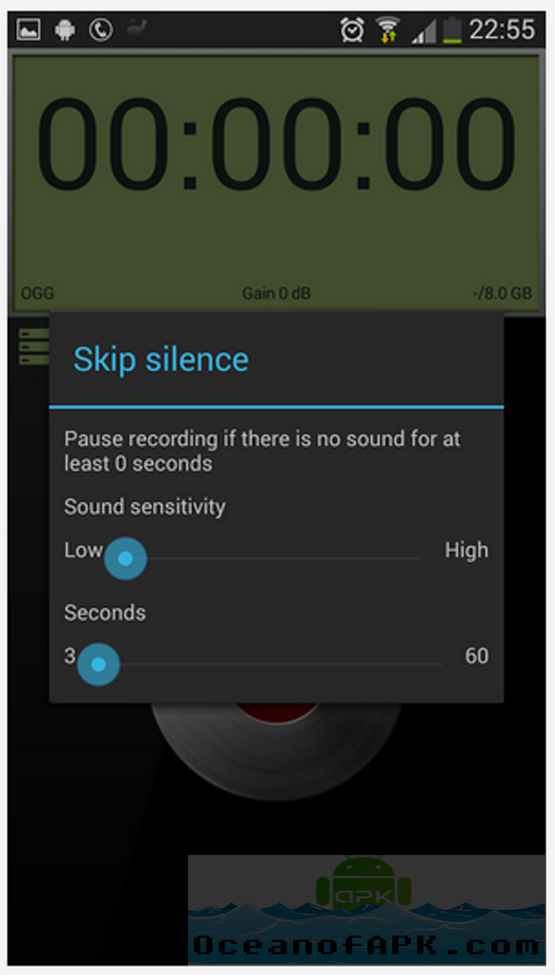 22:55
00:00:00
OGG Gain 0 dB -/8.0 GB
Skip silence
Pause recording if there is no sound for at
least 0 seconds
Sound sensitivity
Low High
Seconds
3 60
APK
OceanofAPK.com